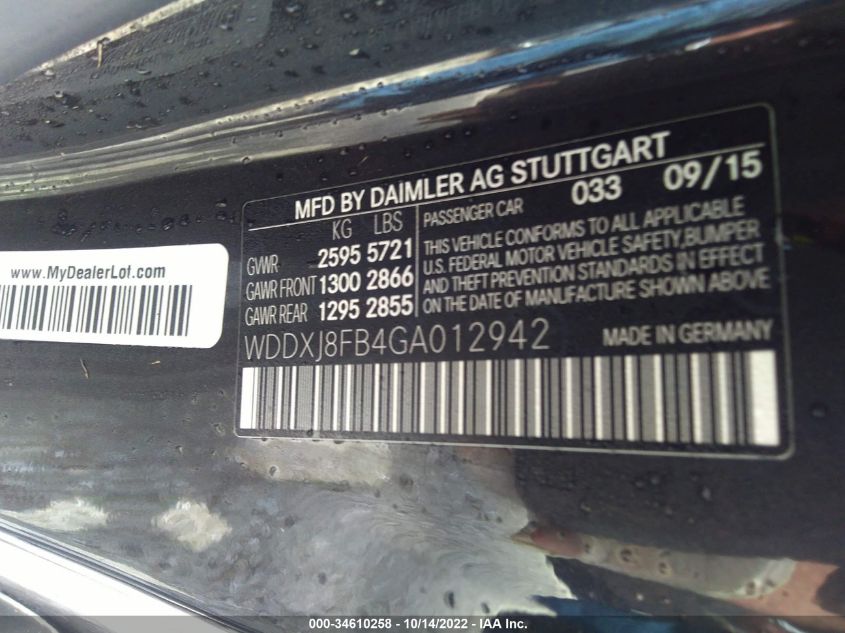 MFD BY DAIMLER AG STUTTGART
KG LBS
GVWR 2595 5721
GAWR FRONT 1300 2866
GAWR REAR 1295 2855
PASSENGER CAR 033 09/15
THIS VEHICLE CONFORMS TO ALL APPLICABLE
U.S. FEDERAL MOTOR VEHICLE SAFETY, BUMPER
AND THEFT PREVENTION STANDARDS IN EFFECT
ON THE DATE OF MANUFACTURE SHOWN ABOVE
WDDXJ8FB4GA012942 MADE IN GERMANY
www.MyDealerLot.com
000-34610258 - 10/14/2022 - IAA Inc.